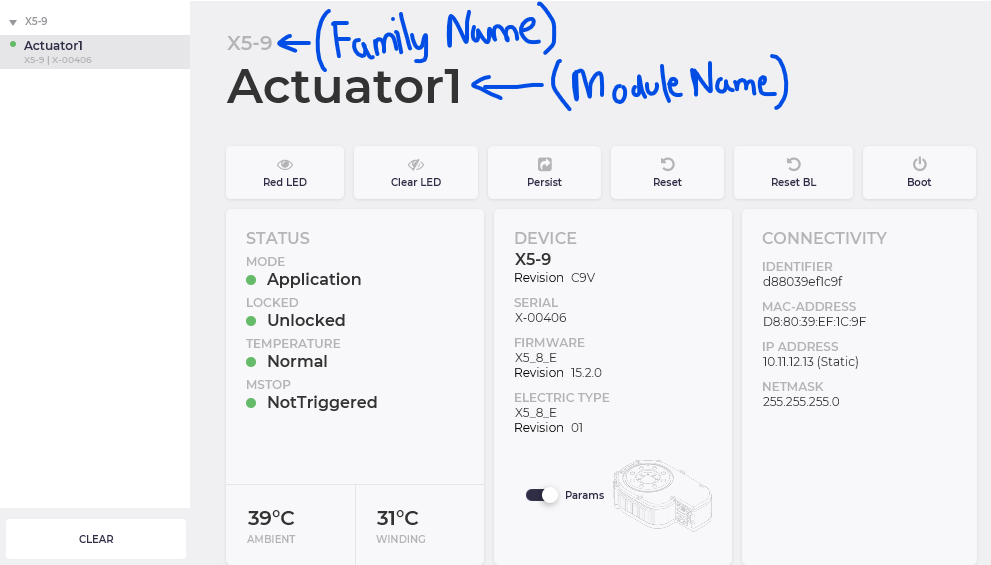 X5-9
Actuator1
X5-9 | X-00406
CLEAR
X5-9 (Family Name)
Actuator1 (Module Name)
Red LED
Clear LED
Persist
Reset
Reset BL
Boot
STATUS
MODE
Application
LOCKED
Unlocked
TEMPERATURE
Normal
MSTOP
NotTriggered
39°C
AMBIENT
31°C
WINDING
DEVICE
X5-9
Revision C9V
SERIAL
X-00406
FIRMWARE
X5_8_E
Revision 15.2.0
ELECTRIC TYPE
X5_8_E
Revision 01
Params
CONNECTIVITY
IDENTIFIER
d88039ef1c9f
MAC-ADDRESS
D8:80:39:EF:1C:9F
IP ADDRESS
10.11.12.13 (Static)
NETMASK
255.255.255.0